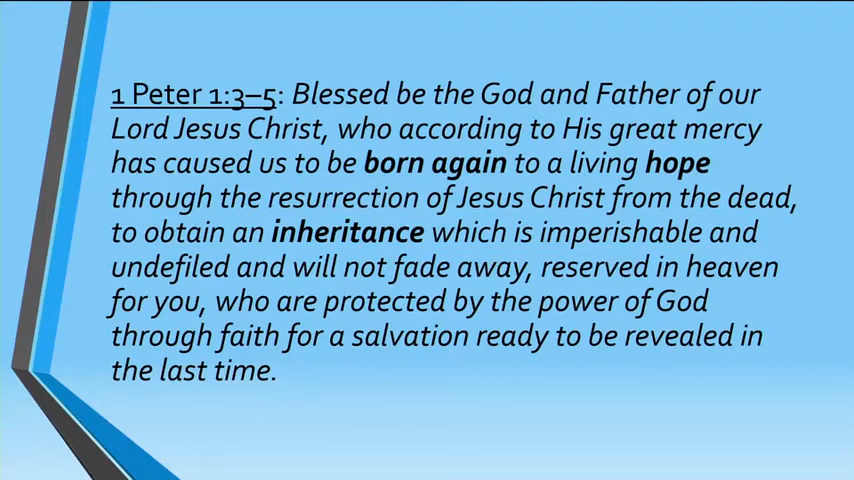 1 Peter 1:3–5: Blessed be the God and Father of our
Lord Jesus Christ, who according to His great mercy
has caused us to be born again to a living hope
through the resurrection of Jesus Christ from the dead,
to obtain an inheritance which is imperishable and
undefiled and will not fade away, reserved in heaven
for you, who are protected by the power of God
through faith for a salvation ready to be revealed in
the last time.